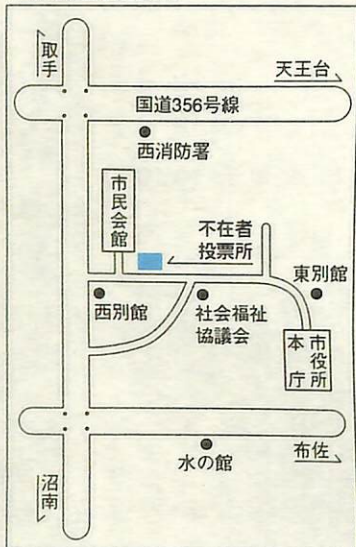 取手
天王台
国道356号線
西消防署
市民会館
不在者
投票所
東別館
西別館
社会福祉
協議会
市役所
本庁
水の館
布佐
沼南